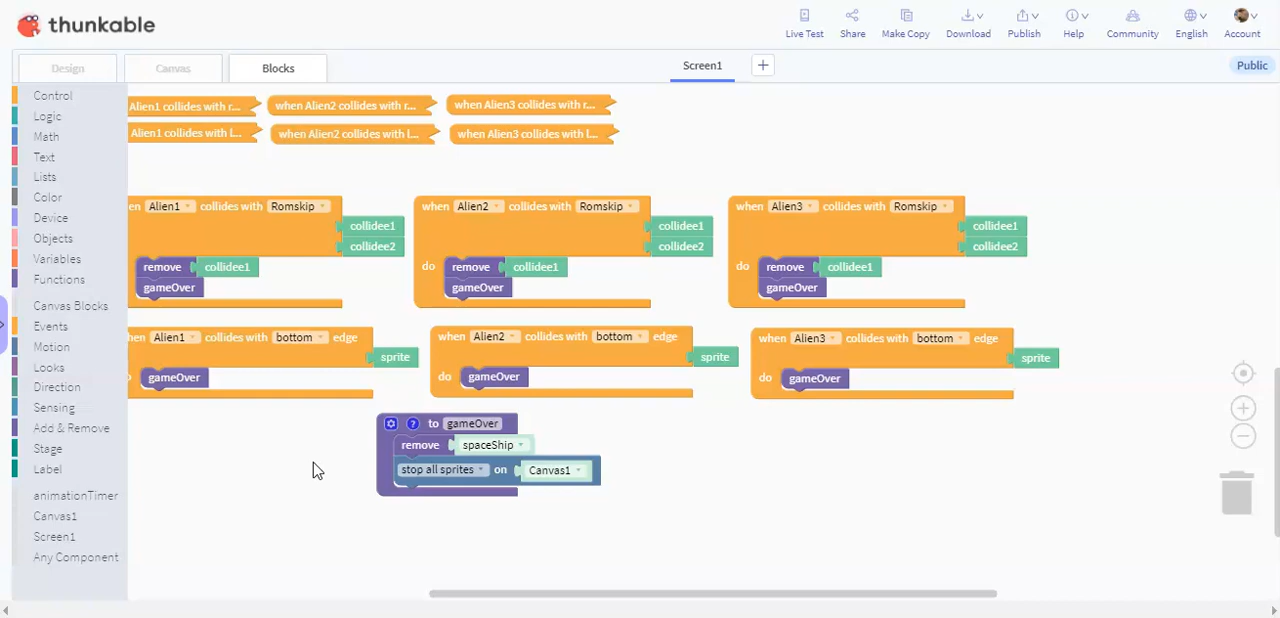 thunkable
Live Test
Share
Make Copy
Download
Publish
Help
Community
English
Account
Design
Canvas
Blocks
Screen1
Public
Control
Logic
Math
Text
Lists
Color
Device
Objects
Variables
Functions
Canvas Blocks
Events
Motion
Looks
Direction
Sensing
Add & Remove
Stage
Label
animationTimer
Canvas1
Screen1
Any Component
Alien1 collides with r...
when Alien2 collides with r...
when Alien3 collides with r...
Alien1 collides with l...
when Alien2 collides with l...
when Alien3 collides with l...
en Alien1 collides with Romskip
collidee1
collidee2
remove collidee1
gameOver
when Alien2 collides with Romskip
collidee1
collidee2
do remove collidee1
gameOver
when Alien3 collides with Romskip
collidee1
collidee2
do remove collidee1
gameOver
hen Alien1 collides with bottom edge
sprite
gameOver
when Alien2 collides with bottom edge
sprite
do gameOver
when Alien3 collides with bottom edge
sprite
do gameOver
? to gameOver
remove spaceShip
stop all sprites on Canvas1